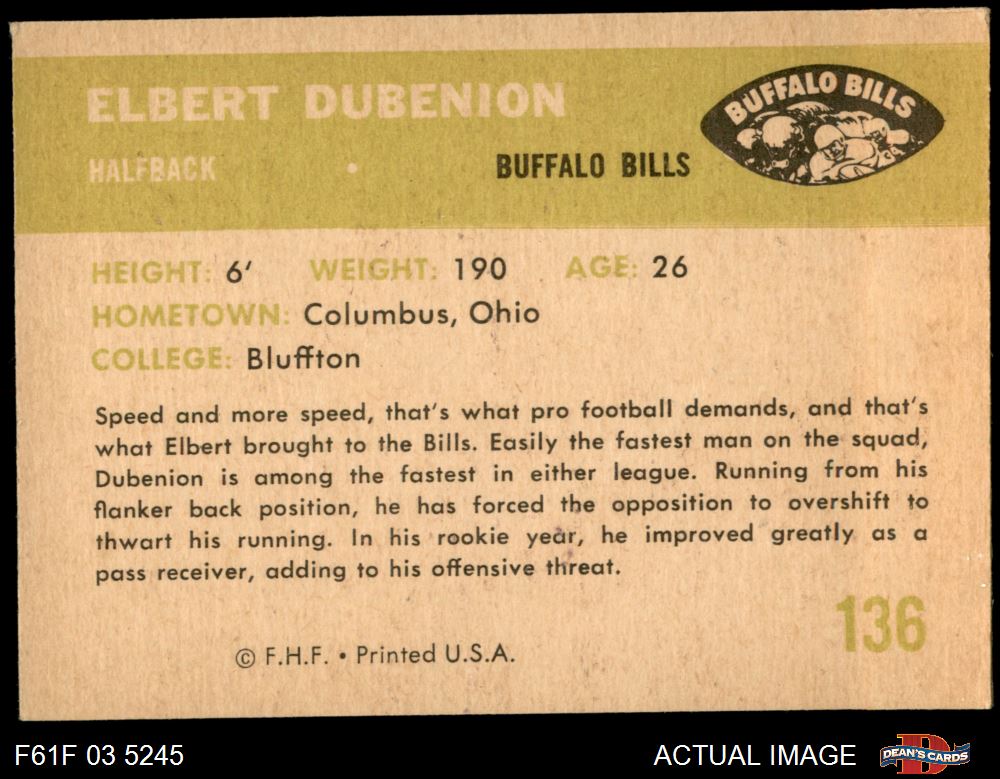 ELBERT DUBENION
BUFFALO BILLS
HALFBACK • BUFFALO BILLS
HEIGHT: 6' WEIGHT: 190 AGE: 26
HOMETOWN: Columbus, Ohio
COLLEGE: Bluffton
Speed and more speed, that's what pro football demands, and that's
what Elbert brought to the Bills. Easily the fastest man on the squad,
Dubenion is among the fastest in either league. Running from his
flanker back position, he has forced the opposition to overshift to
thwart his running. In his rookie year, he improved greatly as a
pass receiver, adding to his offensive threat.
136
© F.H.F. • Printed U.S.A.
F61F 03 5245 ACTUAL IMAGE DEAN'S CARDS